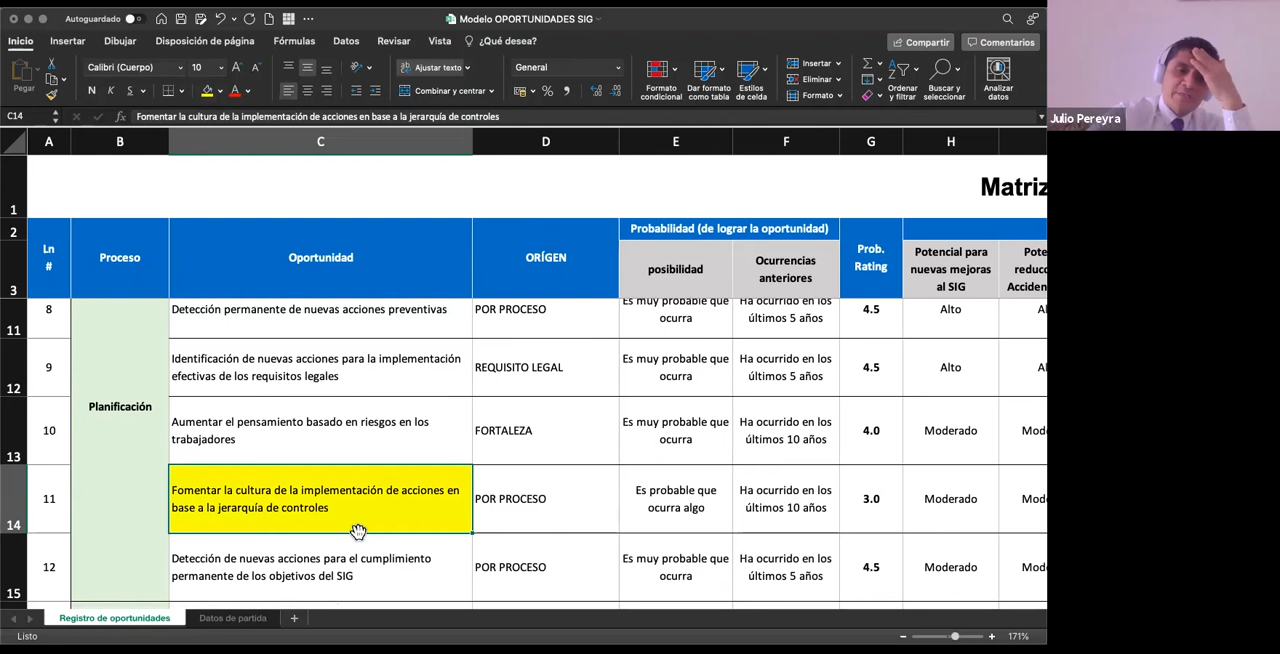 Autoguardado
Modelo OPORTUNIDADES SIG
Inicio Insertar Dibujar Disposición de página Fórmulas Datos Revisar Vista ¿Qué desea?
Compartir Comentarios
Pegar
Calibri (Cuerpo) 10
N K S
Ajustar texto
Combinar y centrar
General
Formato condicional
Dar formato como tabla
Estilos de celda
Insertar
Eliminar
Formato
Ordenar y filtrar
Buscar y seleccionar
Analizar datos
Julio Pereyra
C14 fx Fomentar la cultura de la implementación de acciones en base a la jerarquía de controles
A B C D E F G H
1 Matriz
2 Probabilidad (de lograr la oportunidad)
Ln # Proceso Oportunidad ORÍGEN posibilidad Ocurrencias anteriores Prob. Rating Potencial para nuevas mejoras al SIG
3
8 Detección permanente de nuevas acciones preventivas POR PROCESO Es muy probable que ocurra Ha ocurrido en los últimos 5 años 4.5 Alto
11
9 Identificación de nuevas acciones para la implementación efectivas de los requisitos legales REQUISITO LEGAL Es muy probable que ocurra Ha ocurrido en los últimos 5 años 4.5 Alto
12
Planificación
10 Aumentar el pensamiento basado en riesgos en los trabajadores FORTALEZA Es muy probable que ocurra Ha ocurrido en los últimos 10 años 4.0 Moderado
13
11 Fomentar la cultura de la implementación de acciones en base a la jerarquía de controles POR PROCESO Es probable que ocurra algo Ha ocurrido en los últimos 10 años 3.0 Moderado
14
12 Detección de nuevas acciones para el cumplimiento permanente de los objetivos del SIG POR PROCESO Es muy probable que ocurra Ha ocurrido en los últimos 5 años 4.5 Moderado
15
Registro de oportunidades Datos de partida +
Listo 171%